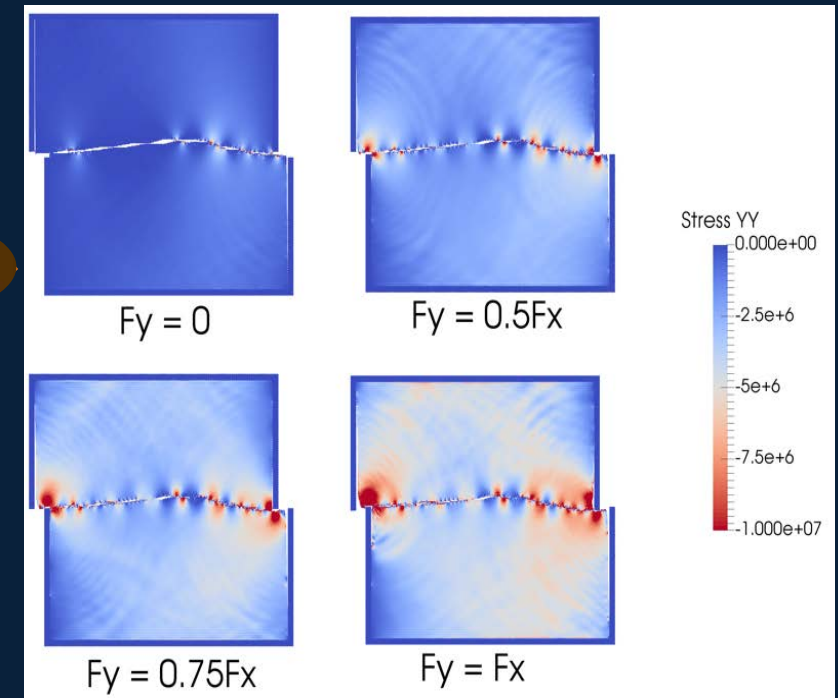 Fy = 0
Fy = 0.5Fx
Stress YY
0.000e+00
-2.5e+6
-5e+6
-7.5e+6
-1.000e+07
Fy = 0.75Fx
Fy = Fx